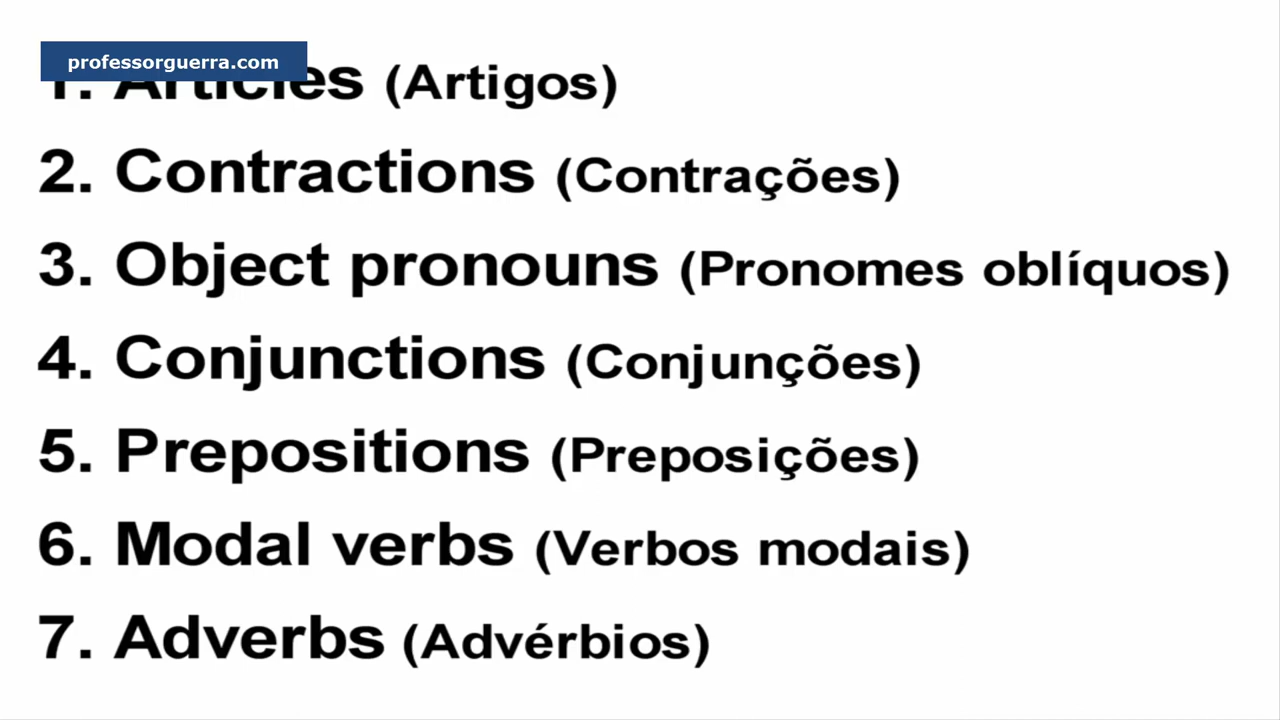 professorguerra.com
1. Articles (Artigos)
2. Contractions (Contrações)
3. Object pronouns (Pronomes oblíquos)
4. Conjunctions (Conjunções)
5. Prepositions (Preposições)
6. Modal verbs (Verbos modais)
7. Adverbs (Advérbios)